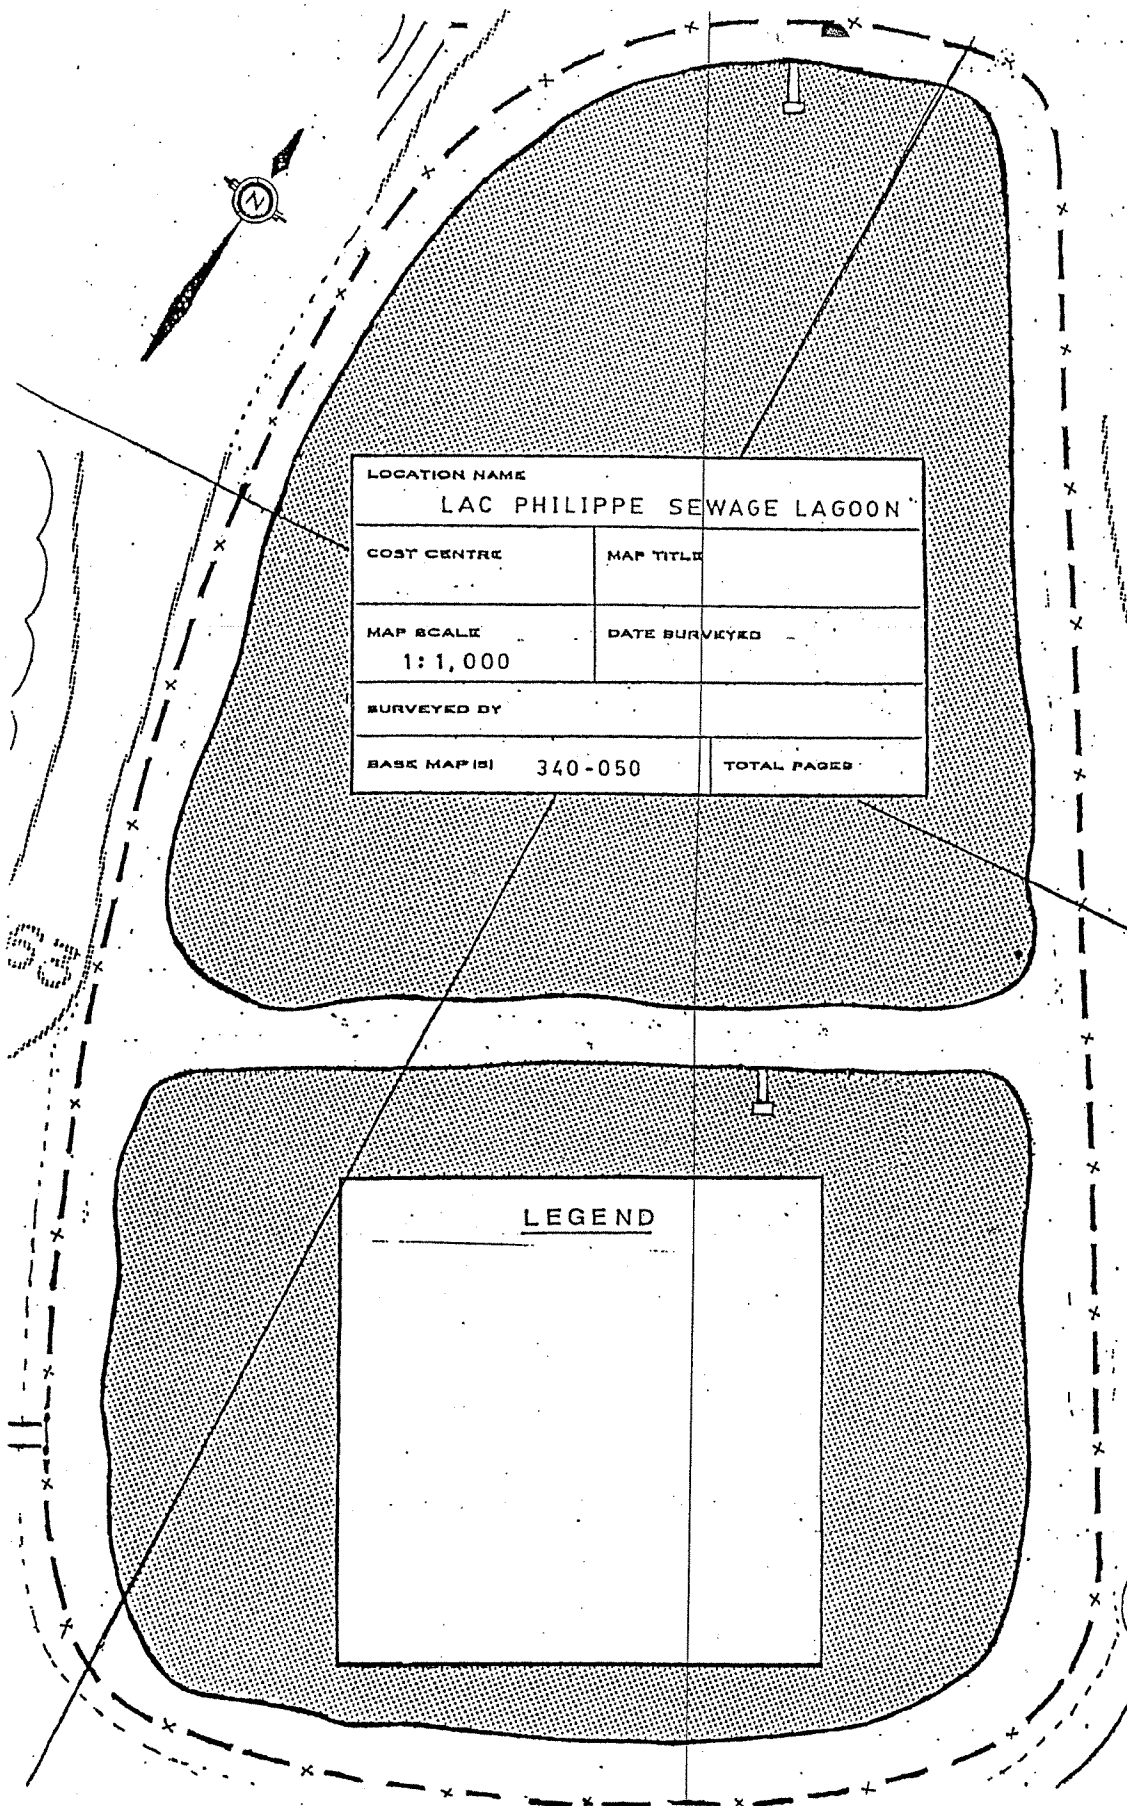 N
LOCATION NAME
LAC PHILIPPE SEWAGE LAGOON
COST CENTRE
MAP TITLE
MAP SCALE
1:1,000
DATE SURVEYED
SURVEYED BY
BASE MAP(S) 340-050
TOTAL PAGES
53
LEGEND